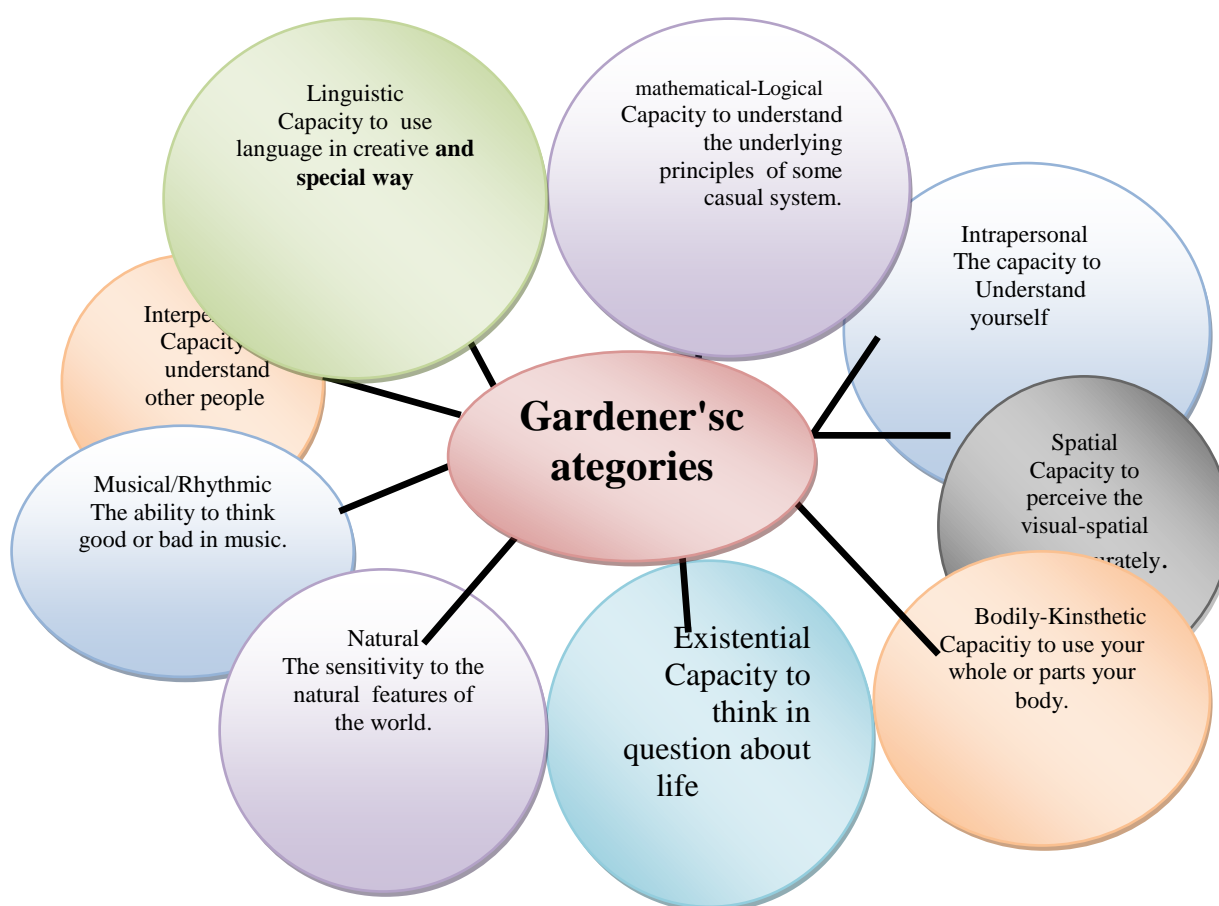 Linguistic
Capacity to use
language in creative and
special way
mathematical-Logical
Capacity to understand
the underlying
principles of some
casual system.
Intrapersonal
The capacity to
Understand
yourself
Capacity
understand
other people
Gardener'sc
ategories
Spatial
Capacity to
perceive the
visual-spatial
Musical/Rhythmic
The ability to think
good or bad in music.
Bodily-Kinsthetic
Capacitiy to use your
whole or parts your
body.
Natural
The sensitivity to the
natural features of
the world.
Existential
Capacity to
think in
question about
life